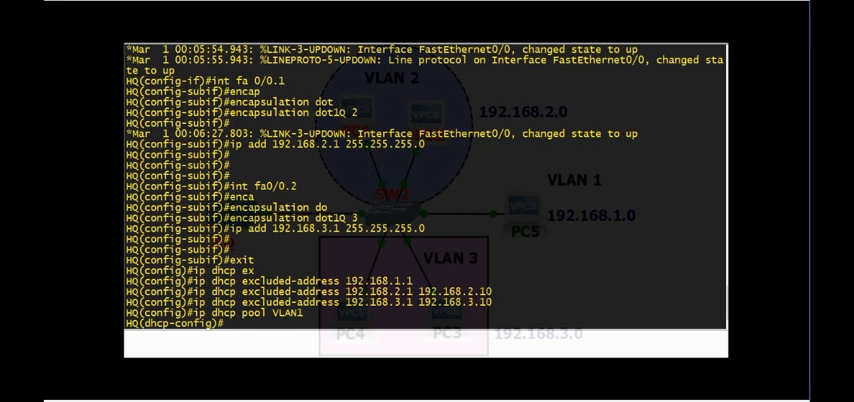 *Mar  1 00:05:54.943: %LINK-3-UPDOWN: Interface FastEthernet0/0, changed state to up
*Mar  1 00:05:55.943: %LINEPROTO-5-UPDOWN: Line protocol on Interface FastEthernet0/0, changed sta
te to up
HQ(config-if)#int fa 0/0.1
HQ(config-subif)#encap
HQ(config-subif)#encapsulation dot
HQ(config-subif)#encapsulation dot1Q 2
HQ(config-subif)#
*Mar  1 00:06:27.803: %LINK-3-UPDOWN: Interface FastEthernet0/0, changed state to up
HQ(config-subif)#ip add 192.168.2.1 255.255.255.0
HQ(config-subif)#
HQ(config-subif)#
HQ(config-subif)#
HQ(config-subif)#int fa0/0.2
HQ(config-subif)#enca
HQ(config-subif)#encapsulation do
HQ(config-subif)#encapsulation dot1Q 3
HQ(config-subif)#ip add 192.168.3.1 255.255.255.0
HQ(config-subif)#
HQ(config-subif)#
HQ(config-subif)#exit
HQ(config)#ip dhcp ex
HQ(config)#ip dhcp excluded-address 192.168.1.1
HQ(config)#ip dhcp excluded-address 192.168.2.1 192.168.2.10
HQ(config)#ip dhcp excluded-address 192.168.3.1 192.168.3.10
HQ(config)#ip dhcp pool VLAN1
HQ(dhcp-config)#
VLAN 2
VPCS
192.168.2.0
SW2
VLAN 1
VPCS
192.168.1.0
PC5
VLAN 3
PC4
PC3
192.168.3.0